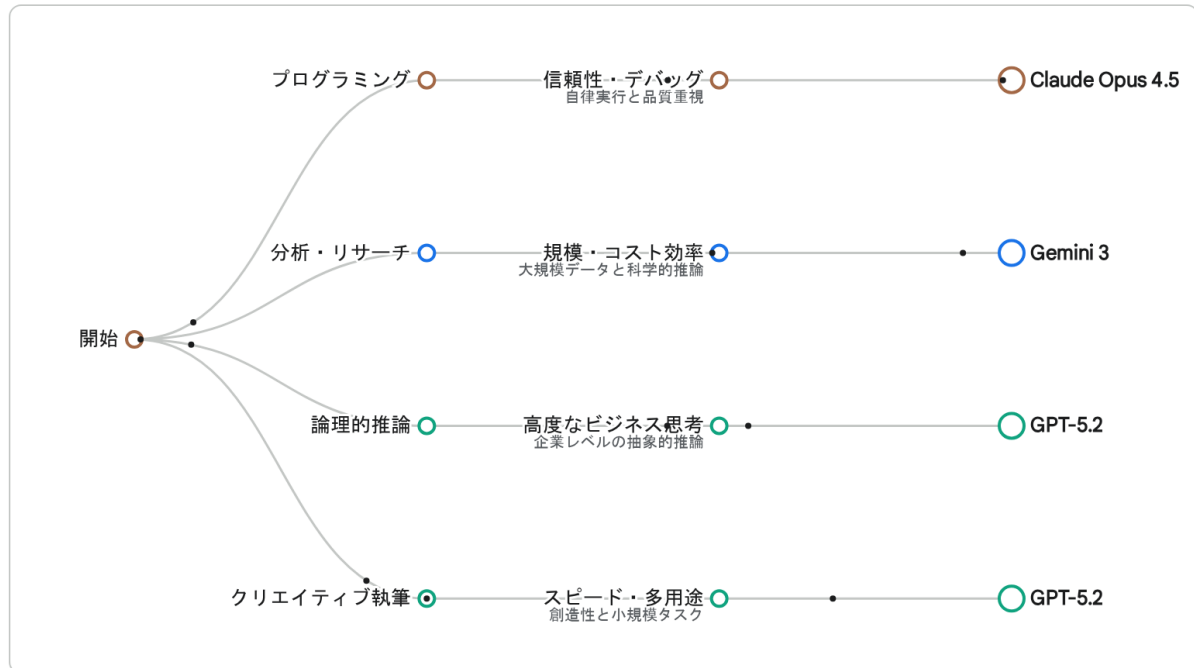 プログラミング
信頼性・デバッグ
自律実行と品質重視
Claude Opus 4.5
分析・リサーチ
規模・コスト効率
大規模データと科学的推論
Gemini 3
開始
論理的推論
高度なビジネス思考
企業レベルの抽象的推論
GPT-5.2
クリエイティブ執筆
スピード・多用途
創造性と小規模タスク
GPT-5.2